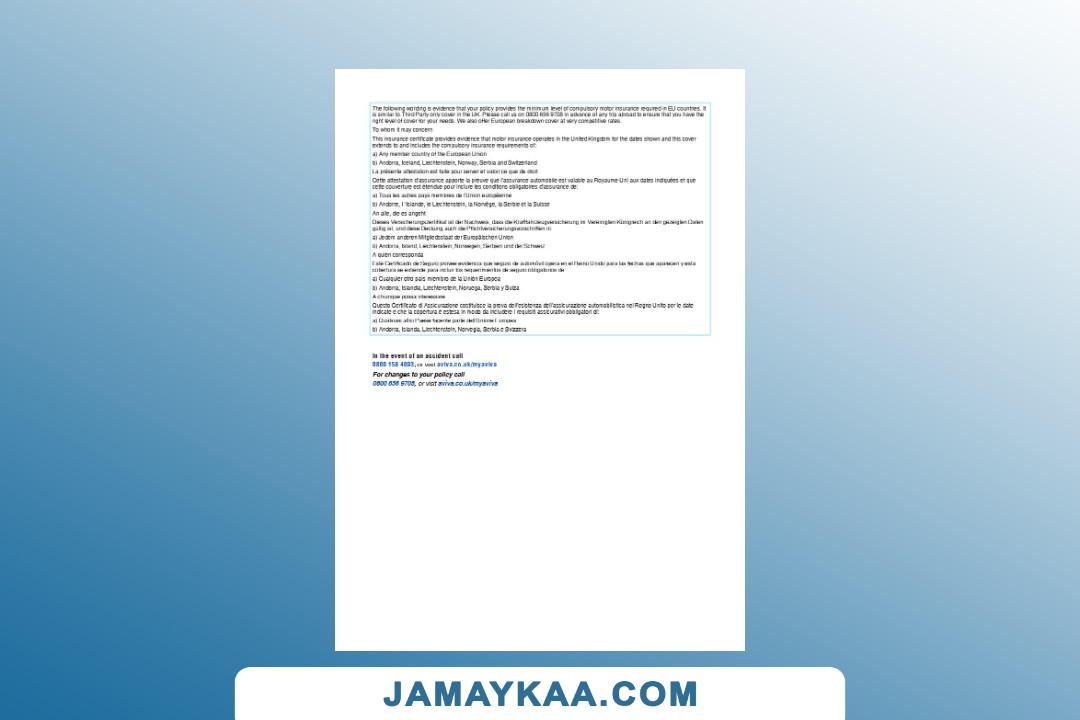 The following wording is evidence that your policy provides the minimum level of compulsory motor insurance required in EU countries. It
is similar to Third Party only cover in the UK. Please call us on 0800 656 9708 in advance of any trip abroad to ensure that you have the
right level of cover for your needs. We also offer European breakdown cover at very competitive rates.
To whom it may concern
This insurance certificate provides evidence that motor insurance operates in the United Kingdom for the dates shown and this cover
extends to and includes the compulsory insurance requirements of:
a) Any member country of the European Union
b) Andorra, Iceland, Liechtenstein, Norway, Serbia and Switzerland
La présente attestation est faite pour server et valoir ce que de droit
Cette attestation d'assurance apporte la preuve que l'assurance automobile est valable au Royaume-Uni aux dates indiquées et que
cette couverture est étendue pour inclure les conditions obligatoires d'assurance de:
a) Tous les autres pays membres de l'Union européenne
b) Andorre, l 'Islande, le Liechtenstein, la Norvège, la Serbie et la Suisse
An alle, die es angeht
Dieses Versicherungszertifikat ist der Nachweis, dass die Kraftfahrzeugversicherung im Vereinigten Königreich an den gezeigten Daten
gültig ist, und diese Deckung auch die Pflichtversicherungsvorschriften in
a) Jedem anderen Mitgliedsstaat der Europäischen Union
b) Andorra, Island, Liechtenstein, Norwegen, Serbien und der Schweiz
A quien corresponda
Este Certificado de Seguro provee evidencia que seguro de automóvil opera en el Reino Unido para las fechas que aparecen y esta
cobertura se extiende para incluir los requerimientos de seguro obligatorios de
a) Cualquier otro país miembro de la Unión Europea
b) Andorra, Islandia, Liechtenstein, Noruega, Serbia y Suiza
A chiunque possa interessare
Questo Certificato di Assicurazione costituisce la prova dell'esistenza dell'assicurazione automobilistica nel Regno Unito per le date
indicate e che la copertura è estesa in modo da includere i requisiti assicurativi obbligatori di:
a) Qualsiasi altro Paese facente parte dell'Unione Europea
b) Andorra, Islanda, Liechtenstein, Norvegia, Serbia e Svizzera
In the event of an accident call
or visit aviva.co.uk/myaviva
For changes to your policy call
0800 656 9708, or visit aviva.co.uk/myaviva
JAMAYKAA.COM